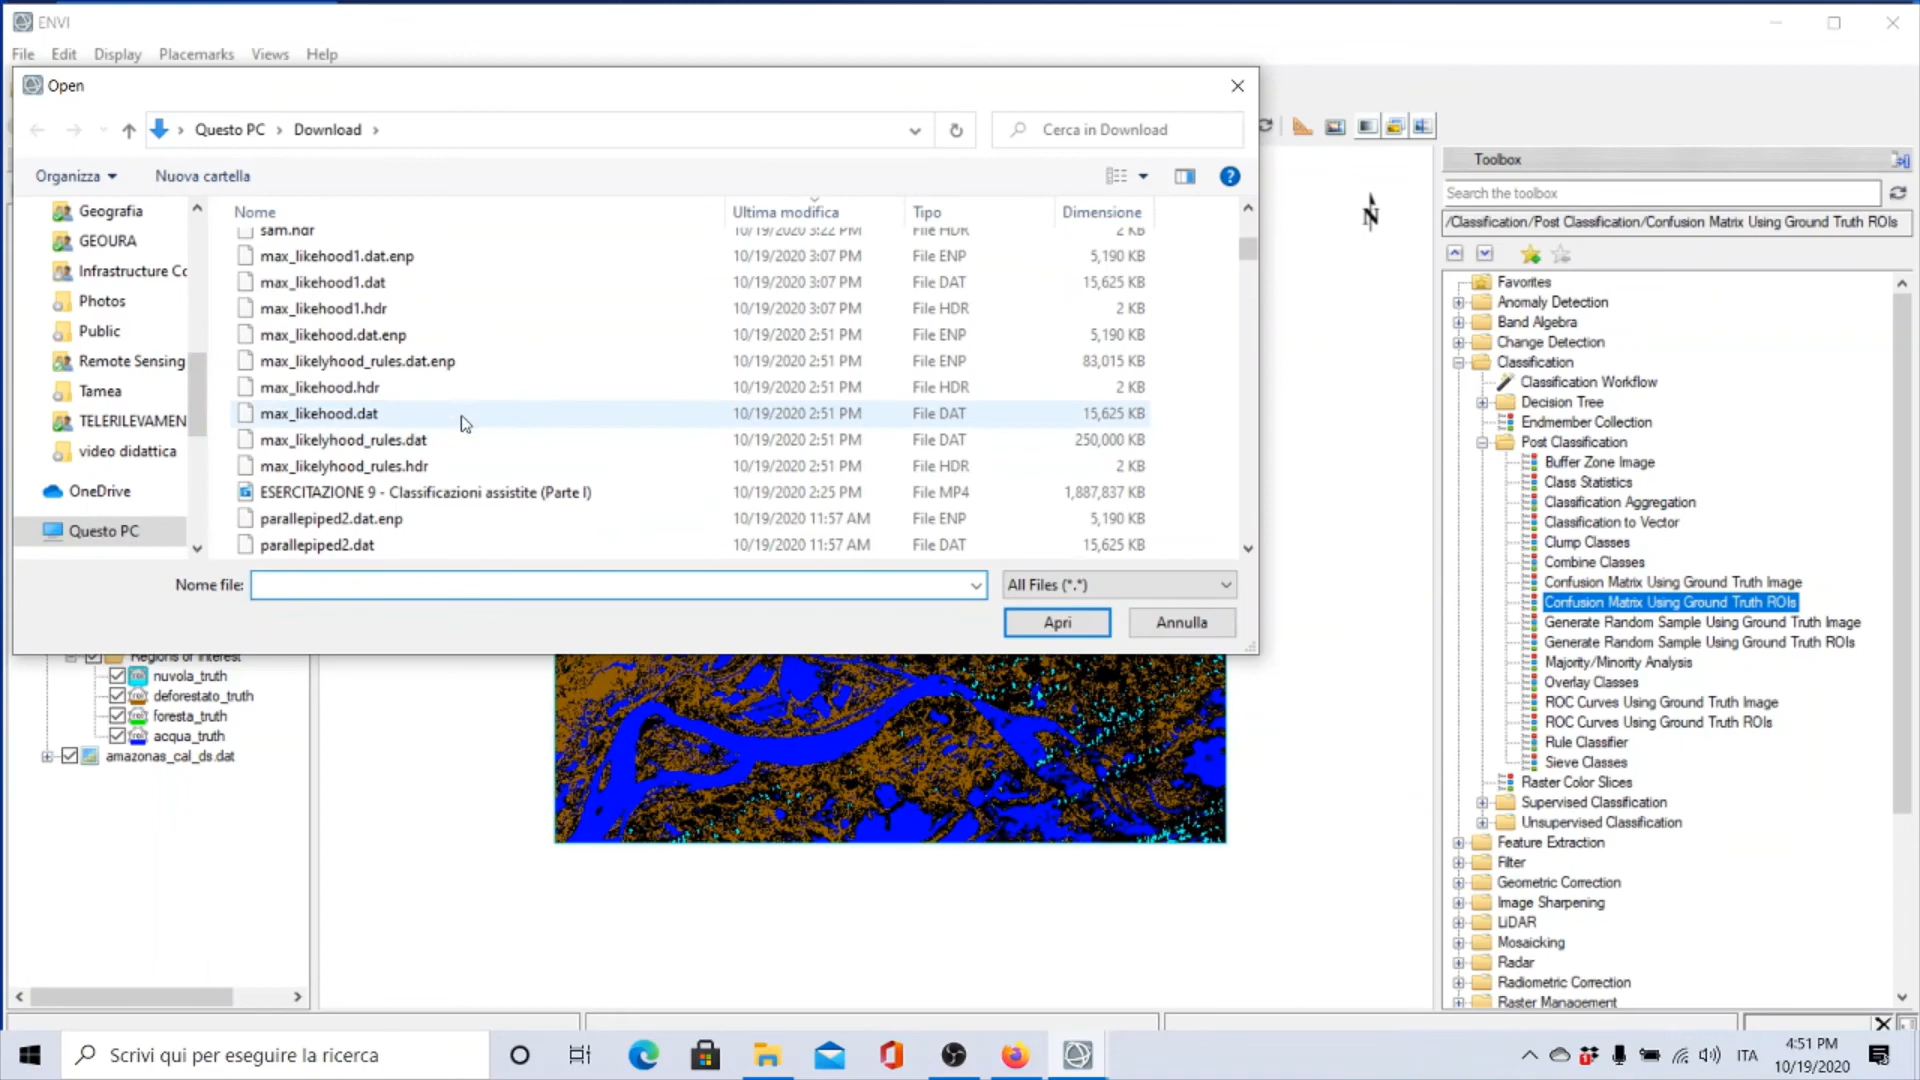 ENVI
File Edit Display Placemarks Views Help
Open
Questo PC > Download >
Cerca in Download
Organizza
Nuova cartella
Geografia
GEOURA
Infrastructure Cc
Photos
Public
Remote Sensing
Tamea
TELERILEVAMEN
video didattica
OneDrive
Questo PC
Nome Ultima modifica Tipo Dimensione
sam.hdr 10/19/2020 3:22 PM File HDR 2 KB
max_likehood1.dat.enp 10/19/2020 3:07 PM File ENP 5,190 KB
max_likehood1.dat 10/19/2020 3:07 PM File DAT 15,625 KB
max_likehood1.hdr 10/19/2020 3:07 PM File HDR 2 KB
max_likehood.dat.enp 10/19/2020 2:51 PM File ENP 5,190 KB
max_likelyhood_rules.dat.enp 10/19/2020 2:51 PM File ENP 83,015 KB
max_likehood.hdr 10/19/2020 2:51 PM File HDR 2 KB
max_likehood.dat 10/19/2020 2:51 PM File DAT 15,625 KB
max_likelyhood_rules.dat 10/19/2020 2:51 PM File DAT 250,000 KB
max_likelyhood_rules.hdr 10/19/2020 2:51 PM File HDR 2 KB
ESERCITAZIONE 9 - Classificazioni assistite (Parte I) 10/19/2020 2:25 PM File MP4 1,887,837 KB
parallepiped2.dat.enp 10/19/2020 11:57 AM File ENP 5,190 KB
parallepiped2.dat 10/19/2020 11:57 AM File DAT 15,625 KB
Nome file:
All Files (*.*)
Apri
Annulla
Regions of Interest
nuvola_truth
deforestato_truth
foresta_truth
acqua_truth
amazonas_cal_ds.dat
N
Toolbox
Search the toolbox
/Classification/Post Classification/Confusion Matrix Using Ground Truth ROIs
Favorites
Anomaly Detection
Band Algebra
Change Detection
Classification
Classification Workflow
Decision Tree
Endmember Collection
Post Classification
Buffer Zone Image
Class Statistics
Classification Aggregation
Classification to Vector
Clump Classes
Combine Classes
Confusion Matrix Using Ground Truth Image
Confusion Matrix Using Ground Truth ROIs
Generate Random Sample Using Ground Truth Image
Generate Random Sample Using Ground Truth ROIs
Majority/Minority Analysis
Overlay Classes
ROC Curves Using Ground Truth Image
ROC Curves Using Ground Truth ROIs
Rule Classifier
Sieve Classes
Raster Color Slices
Supervised Classification
Unsupervised Classification
Feature Extraction
Filter
Geometric Correction
Image Sharpening
LiDAR
Mosaicking
Radar
Radiometric Correction
Raster Management
Scrivi qui per eseguire la ricerca
ITA
4:51 PM
10/19/2020